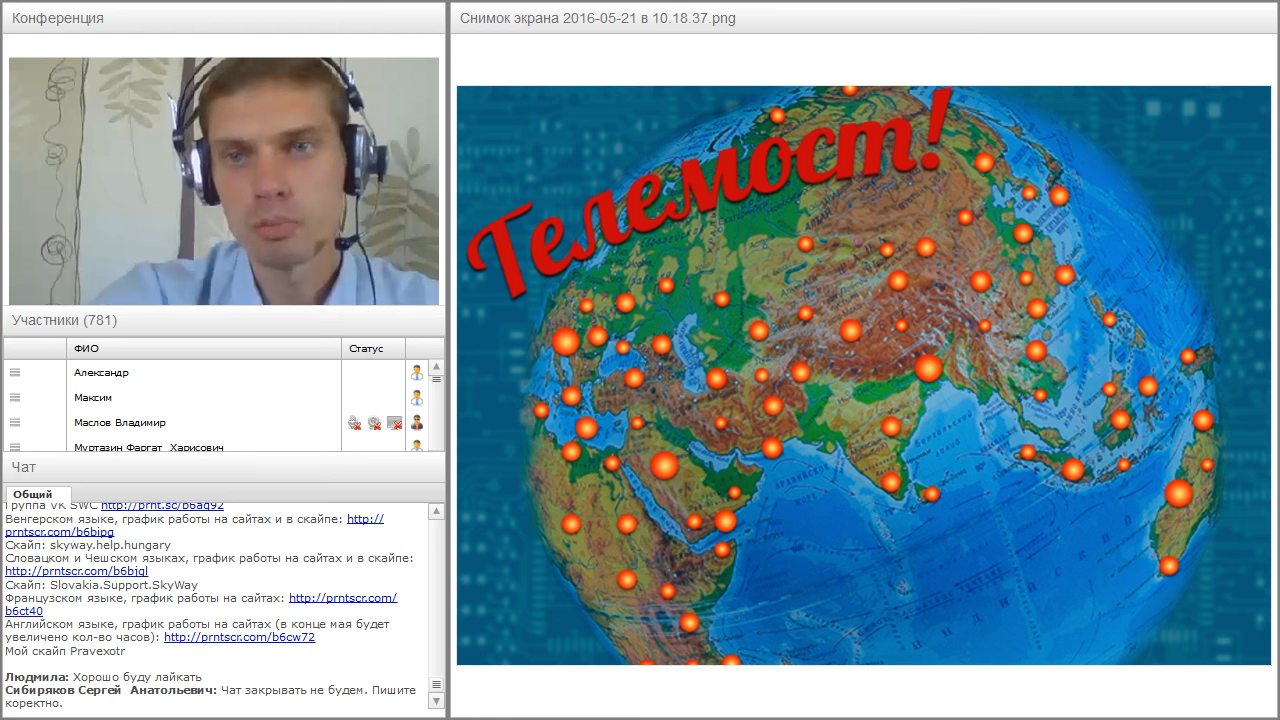 Конференция
Снимок экрана 2016-05-21 в 10.18.37.png
Телемост!
Участники (781)
ФИО
Статус
Александр
Максим
Маслов Владимир
Муртазин Фаргат Харисович
Чат
Общий
Группа VK SWC http://prnt.sc/b6aq92
Венгерском языке, график работы на сайтах и в скайпе: http://
prntscr.com/b6bipg
Скайп: skyway.help.hungary
Словацком и Чешском языках, график работы на сайтах и в скайпе:
http://prntscr.com/b6bjgl
Скайп: Slovakia.Support.SkyWay
Французском языке, график работы на сайтах: http://prntscr.com/
b6ct40
Английском языке, график работы на сайтах (в конце мая будет
увеличено кол-во часов): http://prntscr.com/b6cw72
Мой скайп Pravexotr
Людмила: Хорошо буду лайкать
Сибиряков Сергей Анатольевич: Чат закрывать не будем. Пишите
коректно.